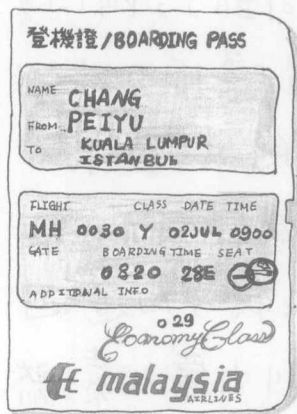 登機證/BOARDING PASS
NAME CHANG
FROM PEIYU
TO KUALA LUMPUR
ISTANBUL
FLIGHT CLASS DATE TIME
MH 0030 Y 02JUL 0900
GATE BOARDING TIME SEAT
0820 28E
ADDITONAL INFO
029
Economy Class
malaysia
AIRLINES